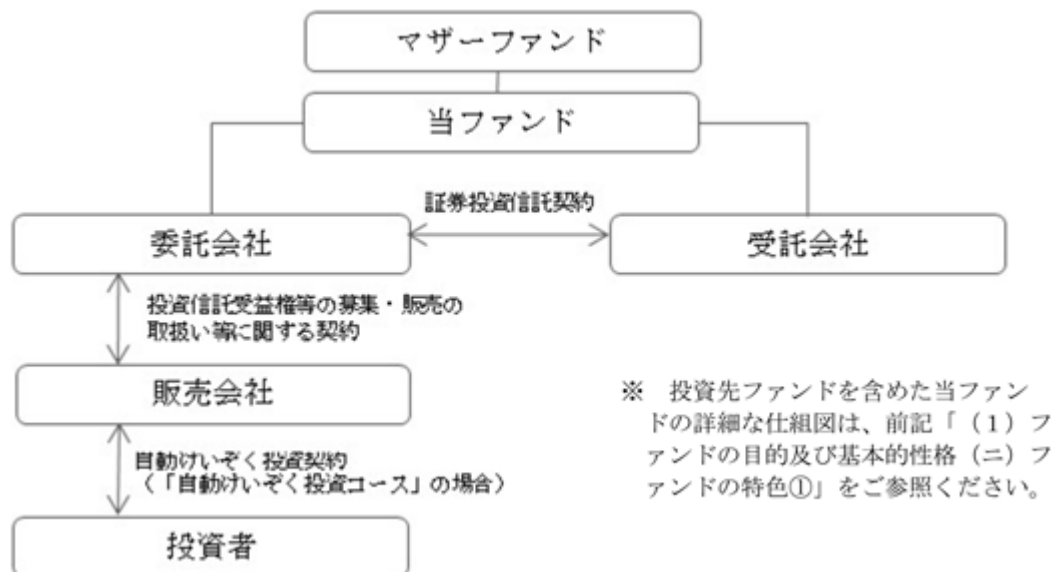 マザーファンド
当ファンド
証券投資信託契約
委託会社
受託会社
投資信託受益権等の募集・販売の
取扱い等に関する契約
販売会社
自動けいぞく投資契約
（「自動けいぞく投資コース」の場合）
投資者
※　投資先ファンドを含めた当ファン
ドの詳細な仕組図は、前記「（1）フ
ァンドの目的及び基本的性格（ニ）フ
ァンドの特色①」をご参照ください。